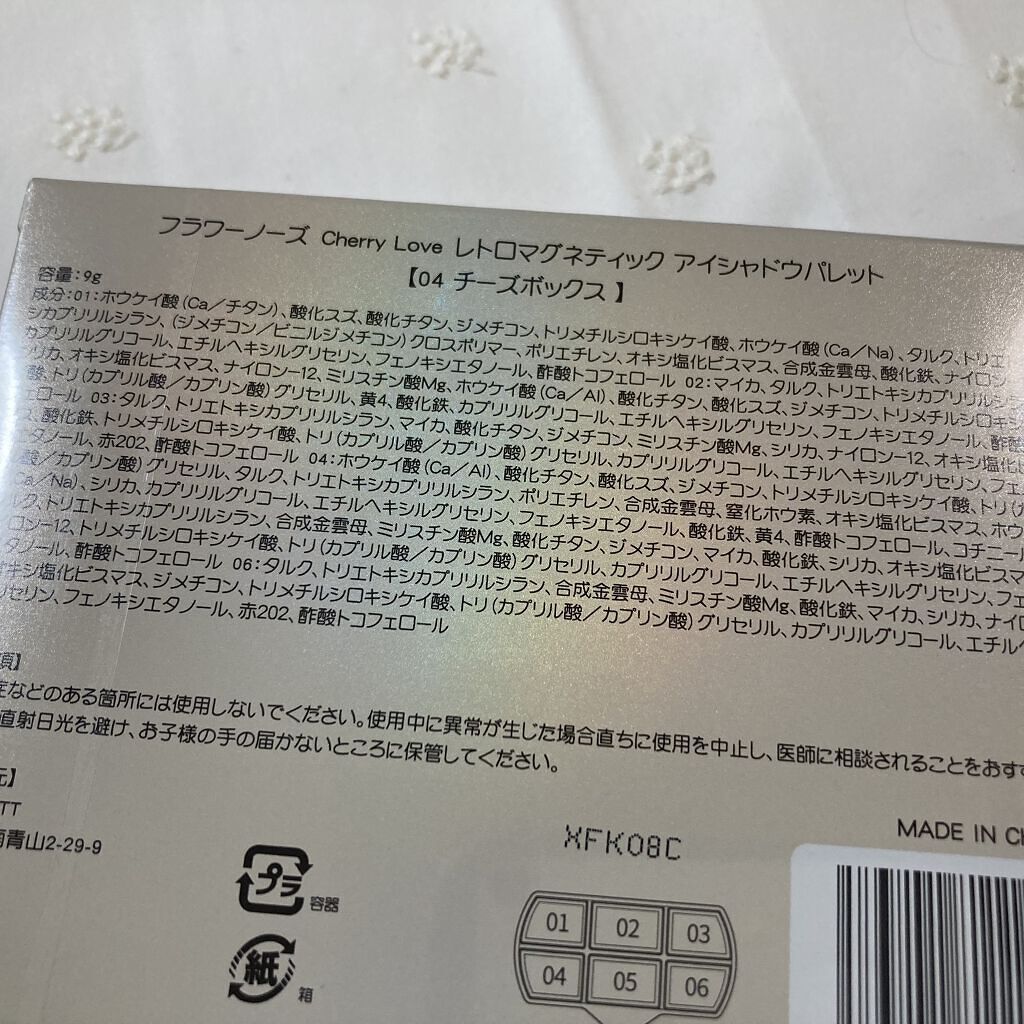 フラワーノーズ Cherry Love レトロマグネティック アイシャドウパレット
【04 チーズボックス】
容量:9g
成分:01:ホウケイ酸(Ca/チタン)、酸化スズ、酸化チタン、ジメチコン、トリメチルシロキシケイ酸、ホウケイ酸(Ca/Na)、タルク、トリエト
シカプリリルシラン、(ジメチコン/ビニルジメチコン)クロスポリマー、ポリエチレン、オキシ塩化ビスマス、合成金雲母、酸化鉄、ナイロン
カプリリルグリコール、エチルヘキシルグリセリン、フェノキシエタノール、酢酸トコフェロール 02:マイカ、タルク、トリエトキシカプリリルシ
リカ、オキシ塩化ビスマス、ナイロン-12、ミリスチン酸Mg、ホウケイ酸(Ca/Al)、酸化チタン、酸化スズ、ジメチコン、トリメチルシロキシケ
酸、トリ(カプリル酸/カプリン酸)グリセリル、黄4、酸化鉄、カプリリルグリコール、エチルヘキシルグリセリン、フェノキシエタノール、酢酸
ェロール 03:タルク、トリエトキシカプリリルシラン、マイカ、酸化チタン、ジメチコン、ミリスチン酸Mg、シリカ、ナイロン-12、オキシ塩化ビ
ス、酸化鉄、トリメチルシロキシケイ酸、トリ(カプリル酸/カプリン酸)グリセリル、カプリリルグリコール、エチルヘキシルグリセリン、フェ
タノール、赤202、酢酸トコフェロール 04:ホウケイ酸(Ca/Al)、酸化チタン、酸化スズ、ジメチコン、トリメチルシロキシケイ酸、トリ(カ
酸/カプリン酸)グリセリル、タルク、トリエトキシカプリリルシラン、ポリエチレン、合成金雲母、窒化ホウ素、オキシ塩化ビスマス、ホウ
Ca/Na)、シリカ、カプリリルグリコール、エチルヘキシルグリセリン、フェノキシエタノール、酸化鉄、黄4、酢酸トコフェロール、コチニール
ルク、トリエトキシカプリリルシラン、合成金雲母、ミリスチン酸Mg、酸化チタン、ジメチコン、マイカ、酸化鉄、シリカ、オキシ塩化ビスマ
ロン-12、トリメチルシロキシケイ酸、トリ(カプリル酸/カプリン酸)グリセリル、カプリリルグリコール、エチルヘキシルグリセリン、フェ
タノール、酢酸トコフェロール 06:タルク、トリエトキシカプリリルシラン、合成金雲母、ミリスチン酸Mg、酸化鉄、マイカ、シリカ、ナイロ
オキシ塩化ビスマス、ジメチコン、トリメチルシロキシケイ酸、トリ(カプリル酸/カプリン酸)グリセリル、カプリリルグリコール、エチルヘ
リセリン、フェノキシエタノール、赤202、酢酸トコフェロール
項】
症などのある箇所には使用しないでください。使用中に異常が生じた場合直ちに使用を中止し、医師に相談されることをおす
直射日光を避け、お子様の手の届かないところに保管してください。
元】
TT
南青山2-29-9
プラ 容器
紙 箱
XFK08C
MADE IN CH
01 02 03
04 05 06